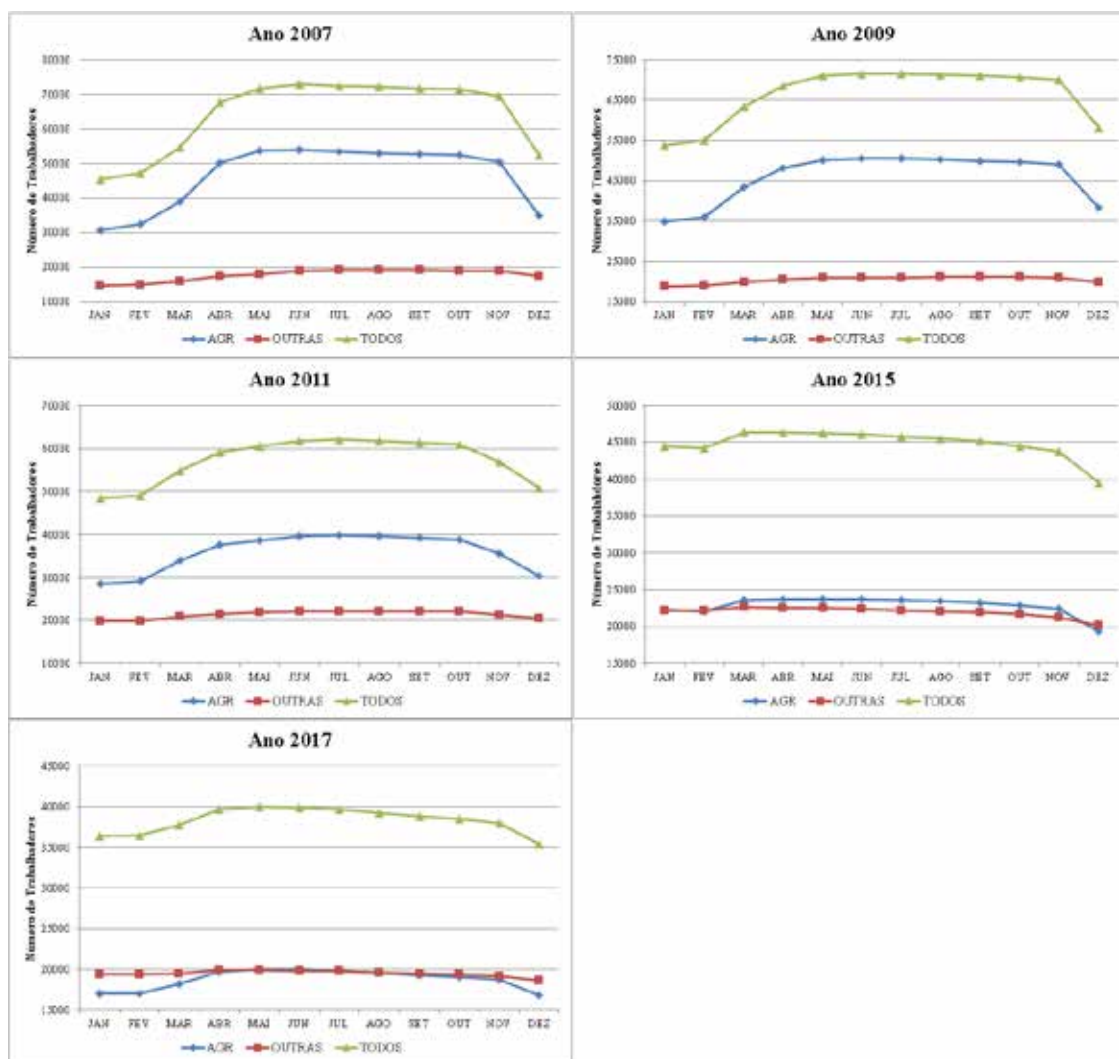 Ano 2007
80000
70000
60000
50000
40000
30000
20000
10000
Número de Trabalhadores
JAN FEV MAR ABR MAI JUN JUL AGO SET OUT NOV DEZ
AGR OUTRAS TODOS
Ano 2009
75000
65000
55000
45000
35000
25000
15000
Número de Trabalhadores
JAN FEV MAR ABR MAI JUN JUL AGO SET OUT NOV DEZ
AGR OUTRAS TODOS
Ano 2011
70000
60000
50000
40000
30000
20000
10000
Número de Trabalhadores
JAN FEV MAR ABR MAI JUN JUL AGO SET OUT NOV DEZ
AGR OUTRAS TODOS
Ano 2015
50000
45000
40000
35000
30000
25000
20000
15000
Número de
JAN FEV MAR ABR MAI JUN JUL AGO SET OUT NOV DEZ
AGR OUTRAS TODOS
Ano 2017
45000
40000
35000
30000
25000
20000
15000
Número de Trabalhadores
JAN FEV MAR ABR MAI JUN JUL AGO SET OUT NOV DEZ
AGR OUTRAS TODOS